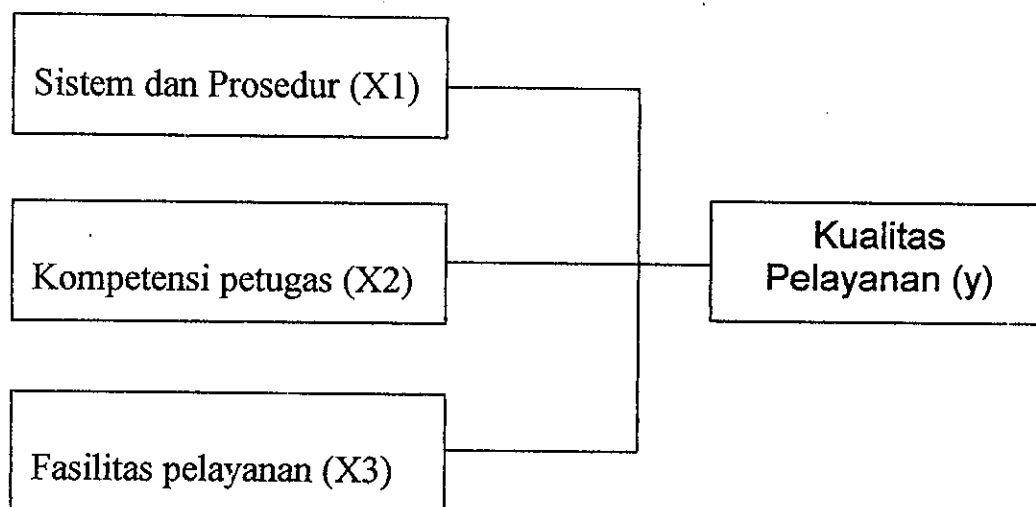 Sistem dan Prosedur (X1)
Kompetensi petugas (X2)
Fasilitas pelayanan (X3)
Kualitas
Pelayanan (y)